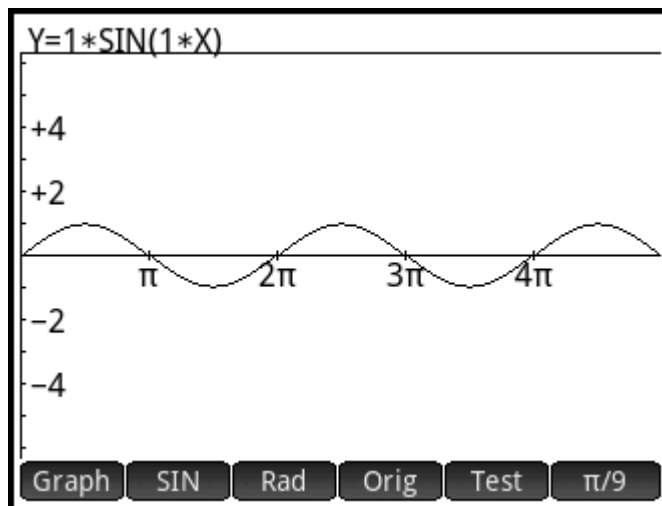 Y=1*SIN(1*X)
+4
+2
π 2π 3π 4π
−2
−4
Graph SIN Rad Orig Test π/9